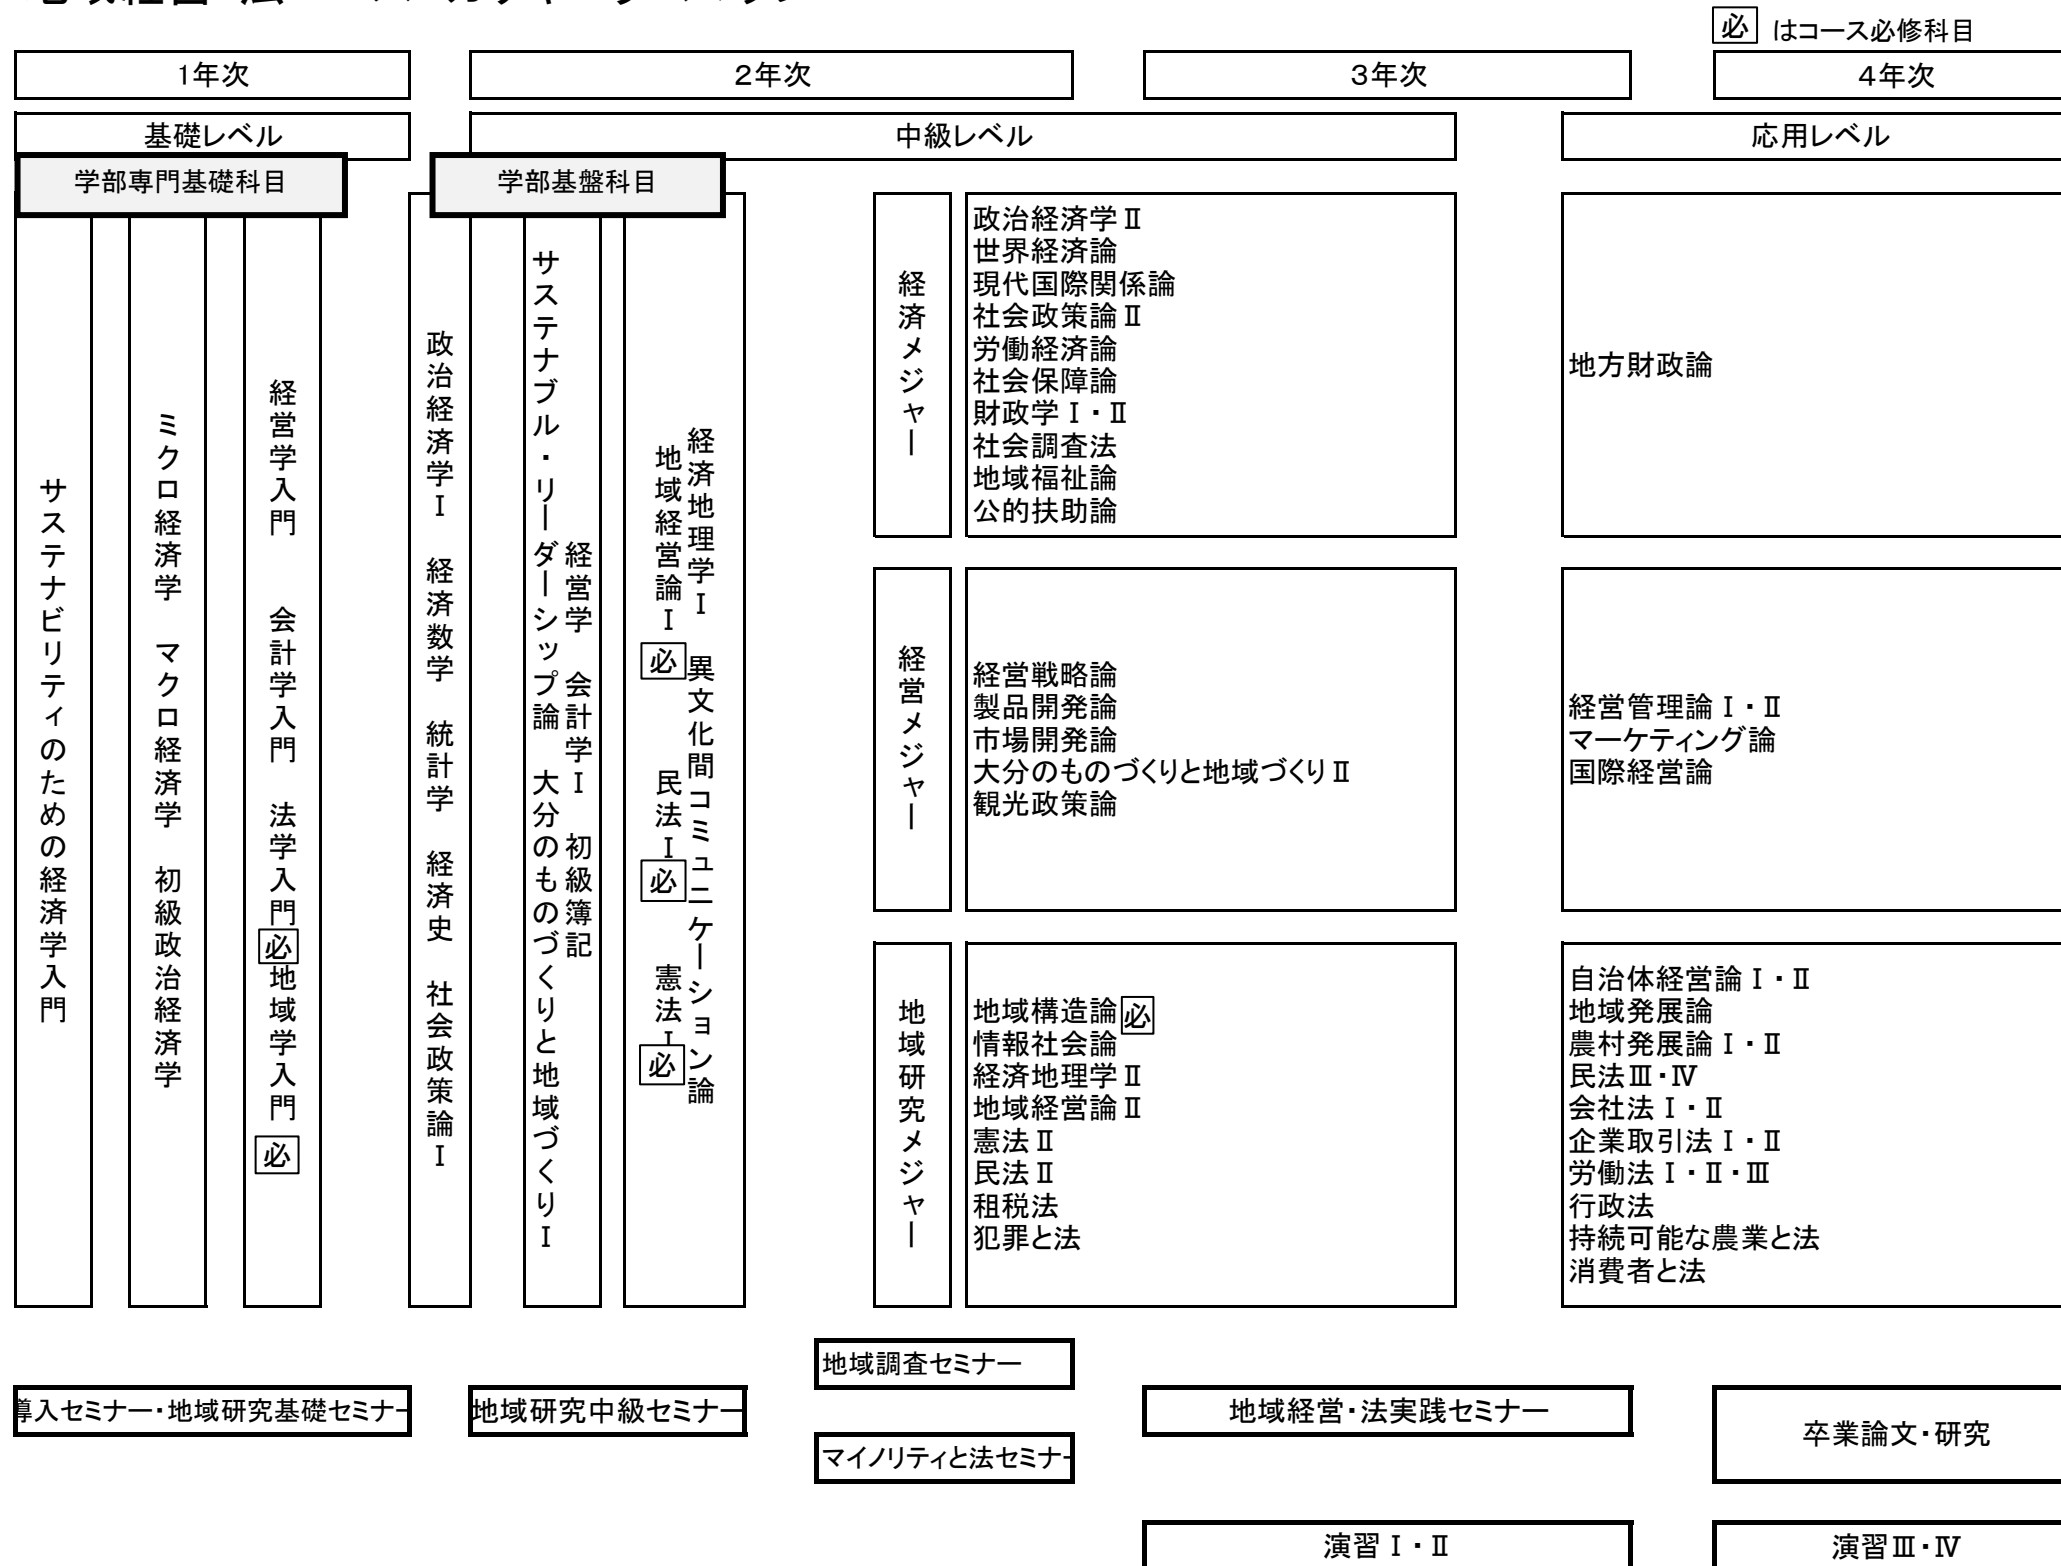 必 はコース必修科目
1年次
2年次
3年次
4年次
基礎レベル
中級レベル
応用レベル
学部専門基礎科目
学部基盤科目
サステナビリティのための経済学入門
ミクロ経済学 マクロ経済学 初級政治経済学
経営学入門 会計学入門 法学入門 必 地域学入門 必
政治経済学Ⅰ 経済数学 統計学 経済史 社会政策論Ⅰ
経営学 会計学Ⅰ 初級簿記
サステナブル・リーダーシップ論 大分のものづくりと地域づくりⅠ
経済地理学Ⅰ 異文化間コミュニケーション論
地域経営論Ⅰ 必 民法Ⅰ 必 憲法Ⅰ 必
経済メジャー
政治経済学Ⅱ
世界経済論
現代国際関係論
社会政策論Ⅱ
労働経済論
社会保障論
財政学Ⅰ・Ⅱ
社会調査法
地域福祉論
公的扶助論
地方財政論
経営メジャー
経営戦略論
製品開発論
市場開発論
大分のものづくりと地域づくりⅡ
観光政策論
経営管理論Ⅰ・Ⅱ
マーケティング論
国際経営論
地域研究メジャー
地域構造論 必
情報社会論
経済地理学Ⅱ
地域経営論Ⅱ
憲法Ⅱ
民法Ⅱ
租税法
犯罪と法
自治体経営論Ⅰ・Ⅱ
地域発展論
農村発展論Ⅰ・Ⅱ
民法Ⅲ・Ⅳ
会社法Ⅰ・Ⅱ
企業取引法Ⅰ・Ⅱ
労働法Ⅰ・Ⅱ・Ⅲ
行政法
持続可能な農業と法
消費者と法
導入セミナー・地域研究基礎セミナー
地域研究中級セミナー
地域調査セミナー
マイノリティと法セミナー
地域経営・法実践セミナー
卒業論文・研究
演習Ⅰ・Ⅱ
演習Ⅲ・Ⅳ